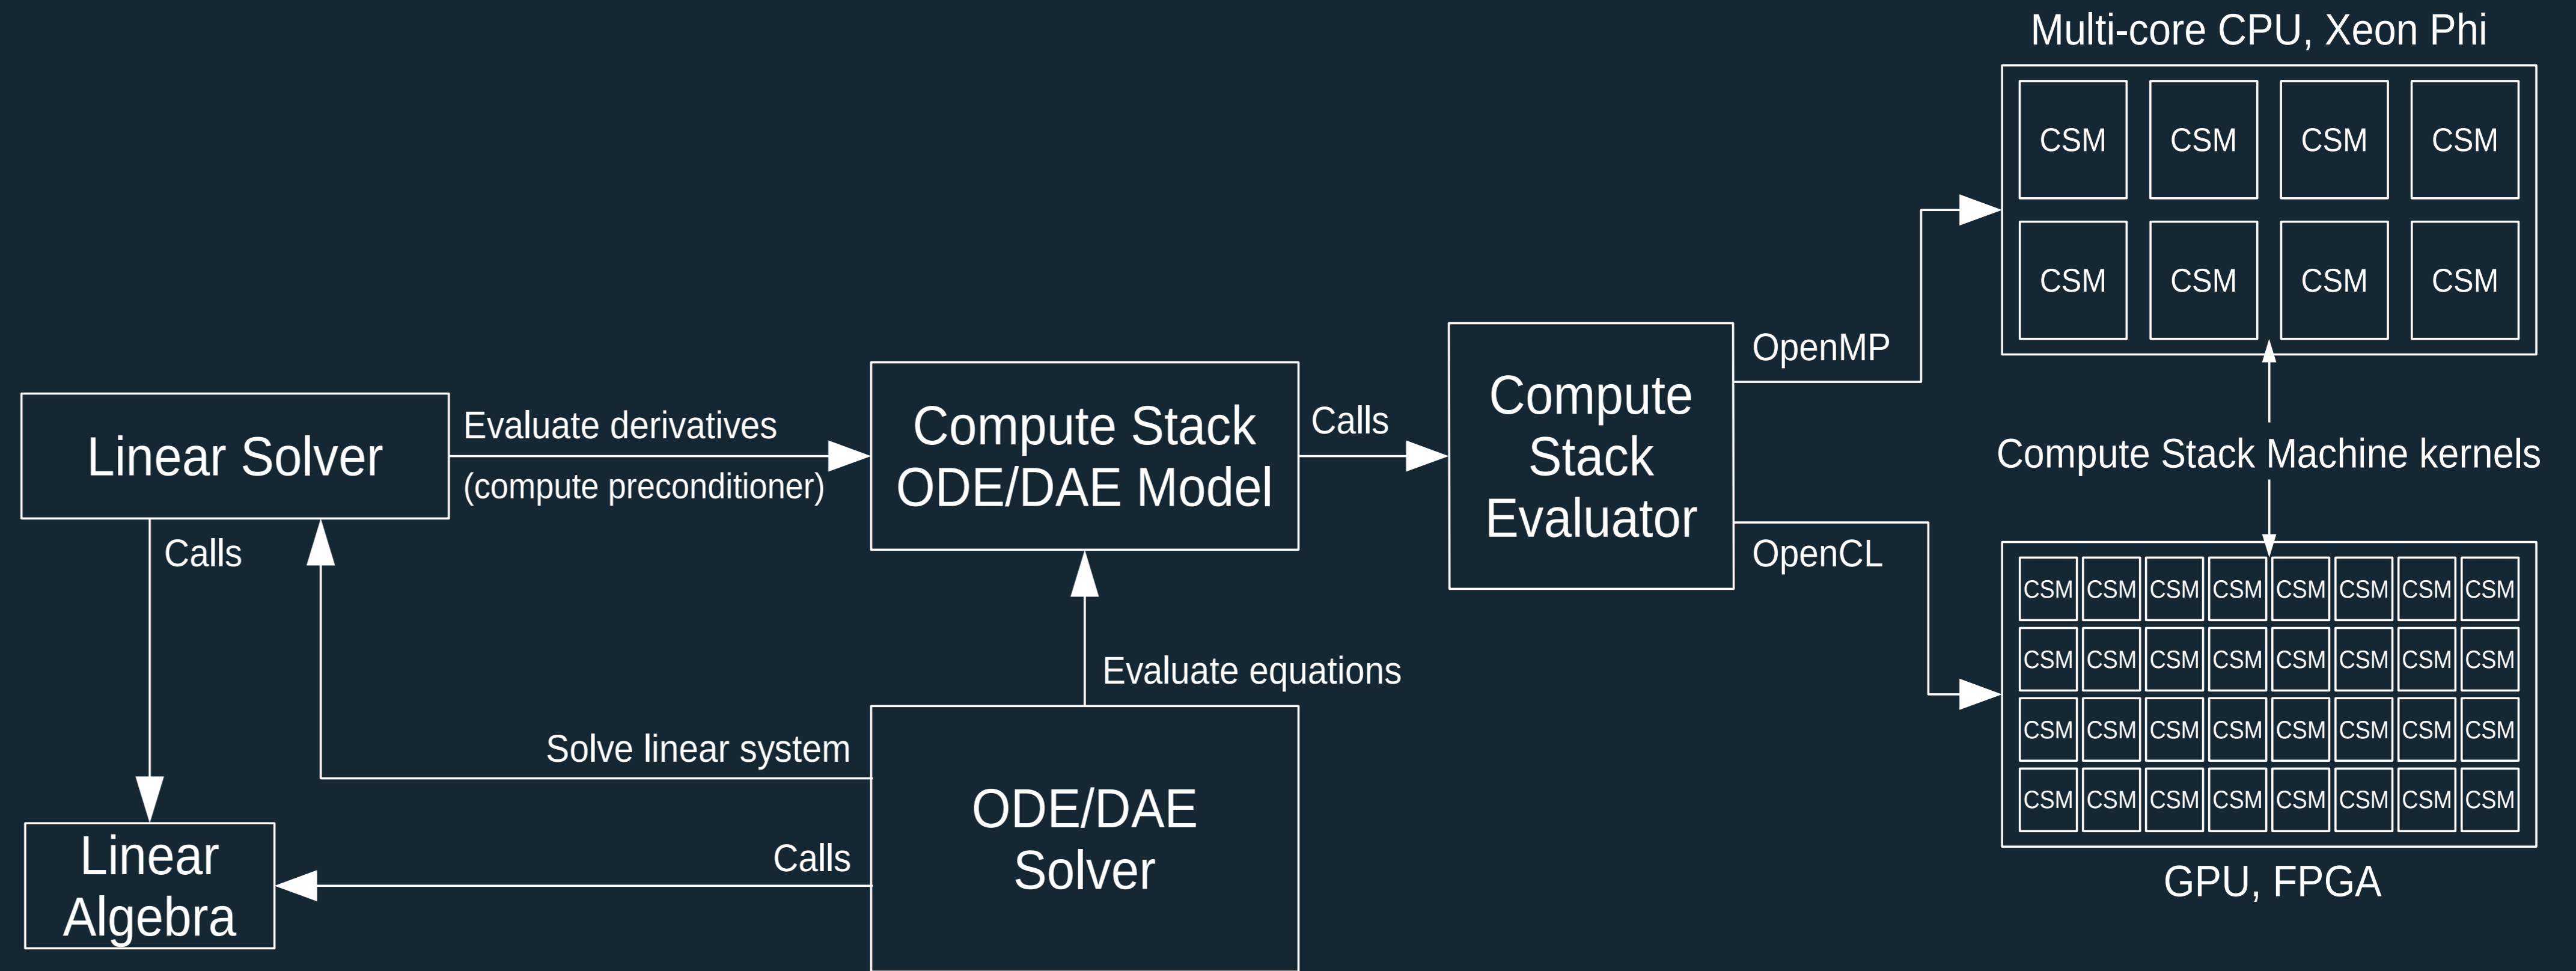 Multi-core CPU, Xeon Phi
CSM CSM CSM CSM
CSM CSM CSM CSM
Linear Solver
Evaluate derivatives
(compute preconditioner)
Compute Stack
ODE/DAE Model
Calls
Compute
Stack
Evaluator
OpenMP
OpenCL
Compute Stack Machine kernels
CSM CSM CSM CSM CSM CSM CSM CSM
CSM CSM CSM CSM CSM CSM CSM CSM
CSM CSM CSM CSM CSM CSM CSM CSM
CSM CSM CSM CSM CSM CSM CSM CSM
GPU, FPGA
Calls
Evaluate equations
Solve linear system
Calls
ODE/DAE
Solver
Linear
Algebra